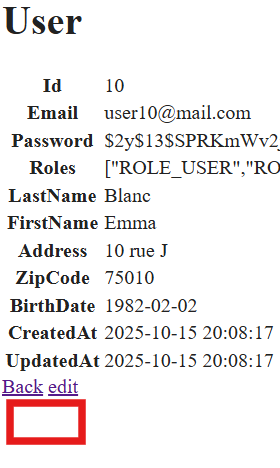 User
Id 10
Email user10@mail.com
Password $2y$13$SPRKmWv2
Roles ["ROLE_USER","RO
LastName Blanc
FirstName Emma
Address 10 rue J
ZipCode 75010
BirthDate 1982-02-02
CreatedAt 2025-10-15 20:08:17
UpdatedAt 2025-10-15 20:08:17
Back edit